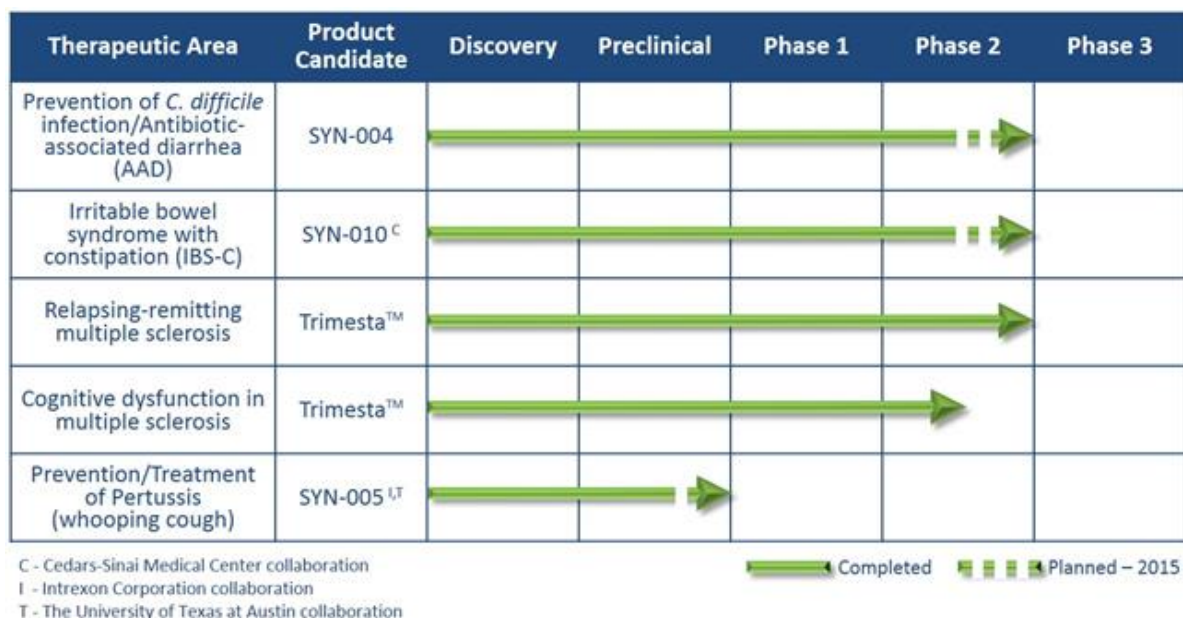 Therapeutic Area
Product
Candidate
Discovery
Preclinical
Phase 1
Phase 2
Phase 3
Prevention of C. difficile
infection/Antibiotic-
associated diarrhea
(AAD)
SYN-004
Irritable bowel
syndrome with
constipation (IBS-C)
SYN-010 C
Relapsing-remitting
multiple sclerosis
Trimesta™
Cognitive dysfunction in
multiple sclerosis
Trimesta™
Prevention/Treatment
of Pertussis
(whooping cough)
SYN-005 I,T
C - Cedars-Sinai Medical Center collaboration
I - Intrexon Corporation collaboration
T - The University of Texas at Austin collaboration
Completed
Planned – 2015